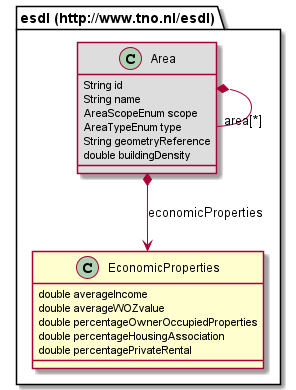 esdl (http://www.tno.nl/esdl)
C Area
String id
String name
AreaScopeEnum scope
AreaTypeEnum type
String geometryReference
double buildingDensity
area[*]
economicProperties
C EconomicProperties
double averageIncome
double averageWOZvalue
double percentageOwnerOccupiedProperties
double percentageHousingAssociation
double percentagePrivateRental